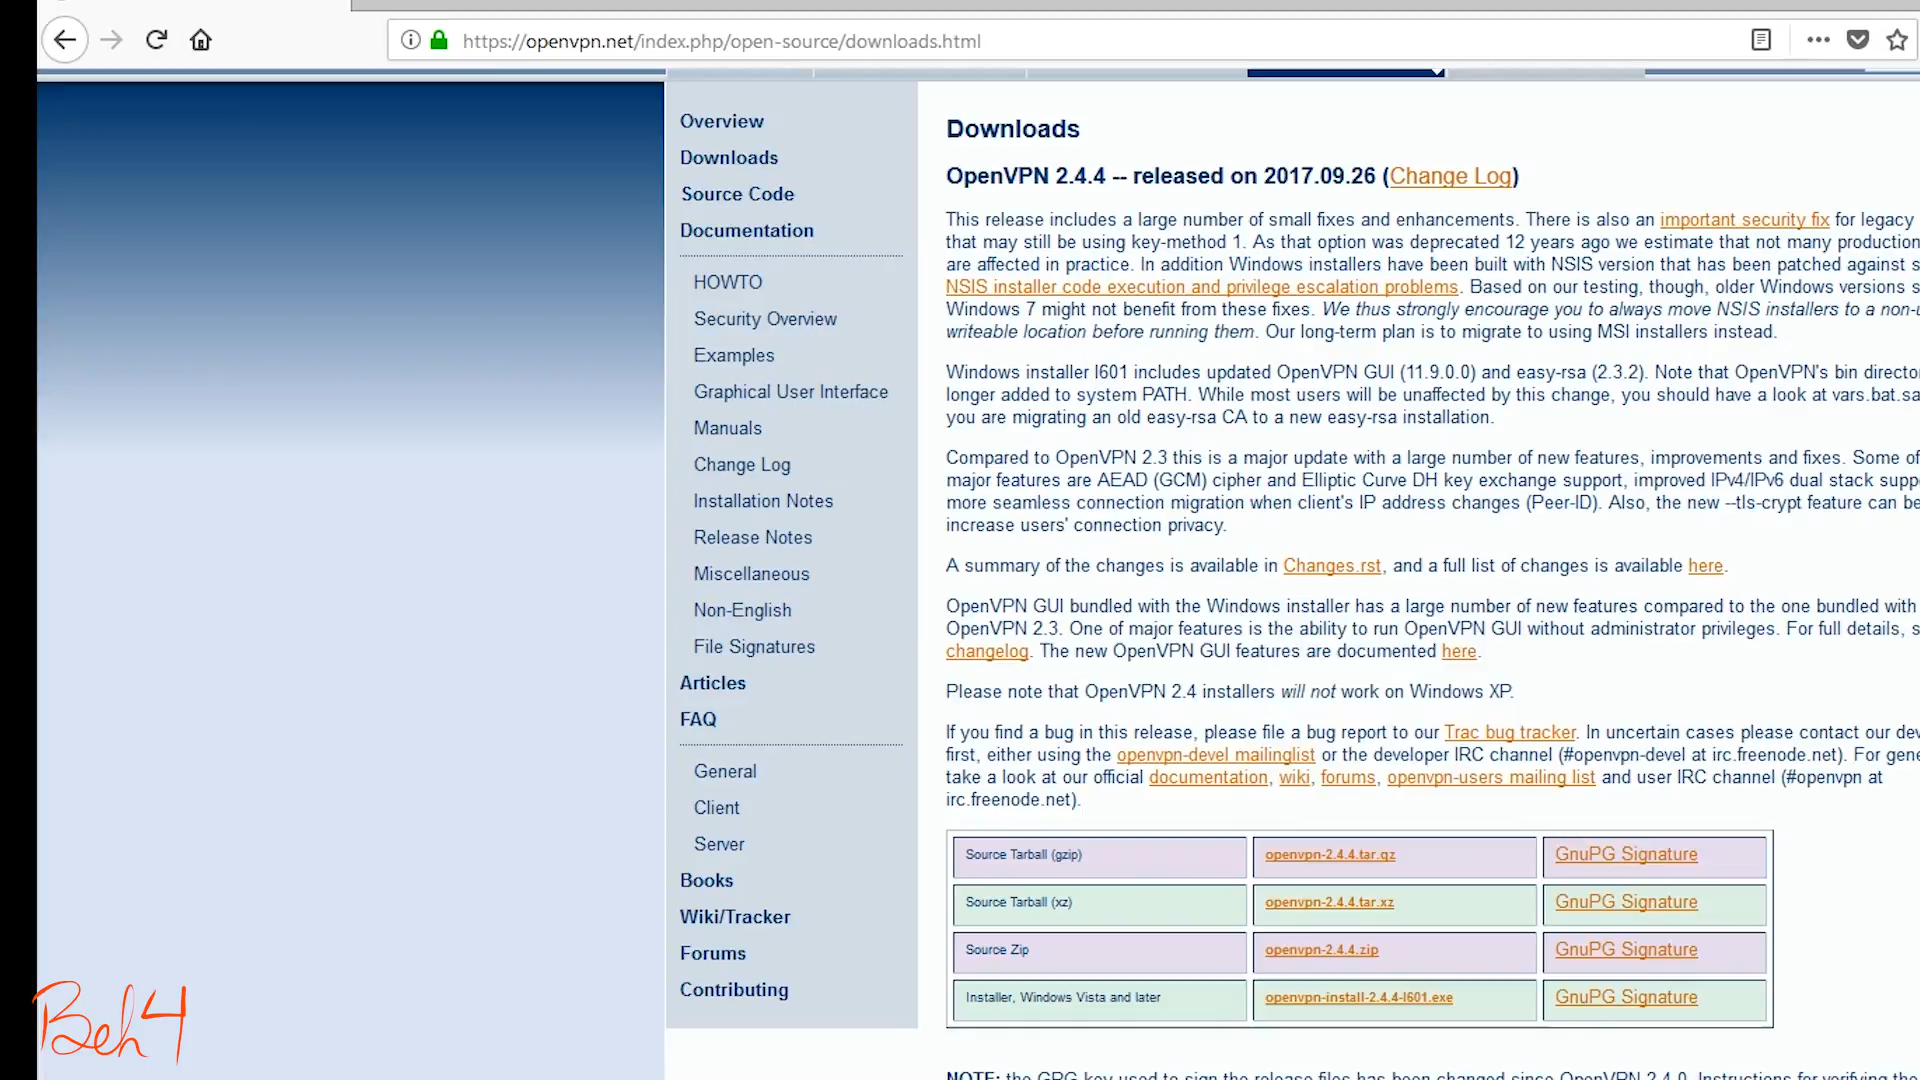 https://openvpn.net/index.php/open-source/downloads.html
Overview
Downloads
Source Code
Documentation
HOWTO
Security Overview
Examples
Graphical User Interface
Manuals
Change Log
Installation Notes
Release Notes
Miscellaneous
Non-English
File Signatures
Articles
FAQ
General
Client
Server
Books
Wiki/Tracker
Forums
Contributing
Downloads
OpenVPN 2.4.4 -- released on 2017.09.26 (Change Log)
This release includes a large number of small fixes and enhancements. There is also an important security fix for legacy
that may still be using key-method 1. As that option was deprecated 12 years ago we estimate that not many production
are affected in practice. In addition Windows installers have been built with NSIS version that has been patched against s
NSIS installer code execution and privilege escalation problems. Based on our testing, though, older Windows versions s
Windows 7 might not benefit from these fixes. We thus strongly encourage you to always move NSIS installers to a non-u
writeable location before running them. Our long-term plan is to migrate to using MSI installers instead.
Windows installer I601 includes updated OpenVPN GUI (11.9.0.0) and easy-rsa (2.3.2). Note that OpenVPN's bin directo
longer added to system PATH. While most users will be unaffected by this change, you should have a look at vars.bat.sa
you are migrating an old easy-rsa CA to a new easy-rsa installation.
Compared to OpenVPN 2.3 this is a major update with a large number of new features, improvements and fixes. Some of
major features are AEAD (GCM) cipher and Elliptic Curve DH key exchange support, improved IPv4/IPv6 dual stack supp
more seamless connection migration when client's IP address changes (Peer-ID). Also, the new --tls-crypt feature can be
increase users' connection privacy.
A summary of the changes is available in Changes.rst, and a full list of changes is available here.
OpenVPN GUI bundled with the Windows installer has a large number of new features compared to the one bundled with
OpenVPN 2.3. One of major features is the ability to run OpenVPN GUI without administrator privileges. For full details, s
changelog. The new OpenVPN GUI features are documented here.
Please note that OpenVPN 2.4 installers will not work on Windows XP.
If you find a bug in this release, please file a bug report to our Trac bug tracker. In uncertain cases please contact our dev
first, either using the openvpn-devel mailinglist or the developer IRC channel (#openvpn-devel at irc.freenode.net). For gene
take a look at our official documentation, wiki, forums, openvpn-users mailing list and user IRC channel (#openvpn at
irc.freenode.net).
Source Tarball (gzip) openvpn-2.4.4.tar.gz GnuPG Signature
Source Tarball (xz) openvpn-2.4.4.tar.xz GnuPG Signature
Source Zip openvpn-2.4.4.zip GnuPG Signature
Installer, Windows Vista and later openvpn-install-2.4.4-I601.exe GnuPG Signature
NOTE: the GPG key used to sign the release files has been changed since OpenVPN 2.4.0. Instructions for verifying the
Beh4